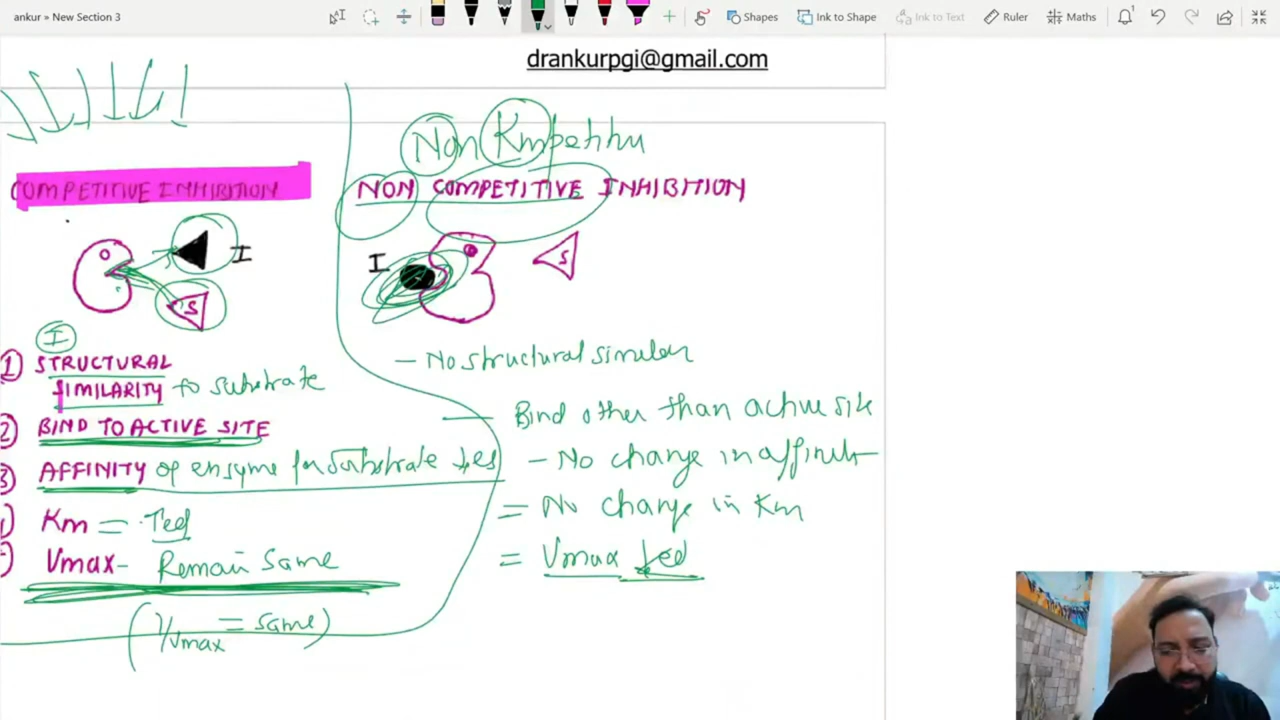 ankur » New Section 3
Shapes
Ink to Shape
Ink to Text
Ruler
Maths
drankurpgi@gmail.com
COMPETITIVE INHIBITION
I
S
I
① STRUCTURAL
SIMILARITY to substrate
② BIND TO ACTIVE SITE
③ AFFINITY of enzyme for substrate ↓es
Km = ↑ed
Vmax - Remain Same
(1/Vmax = same)
Non Kmpetitiv
NON COMPETITIVE INHIBITION
I
S
- No structural similar
Bind other than active site
- No change in affinity
= No change in Km
= Vmax ↓ed